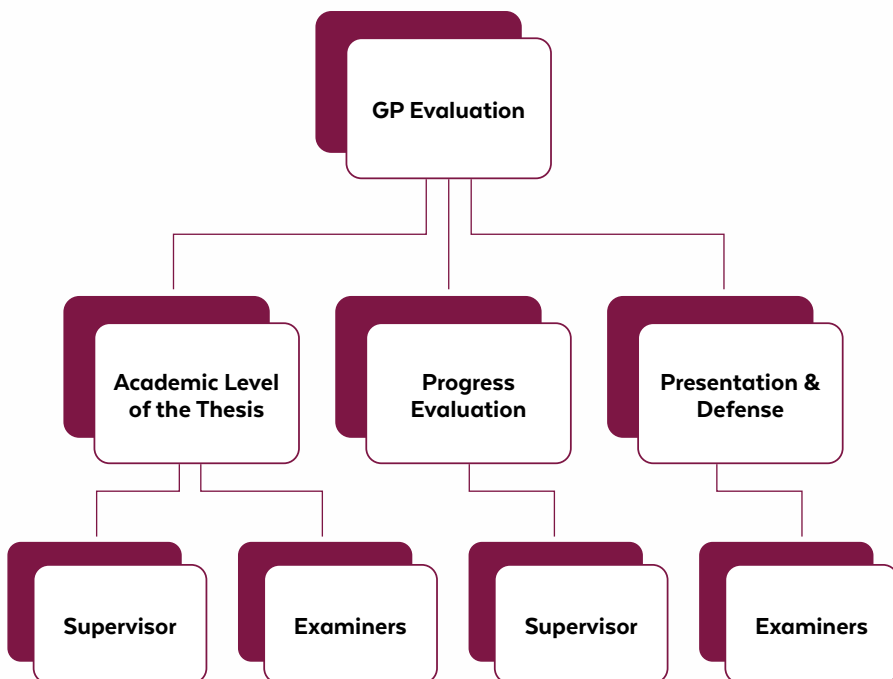 GP Evaluation
Academic Level
of the Thesis
Progress
Evaluation
Presentation &
Defense
Supervisor
Examiners
Supervisor
Examiners